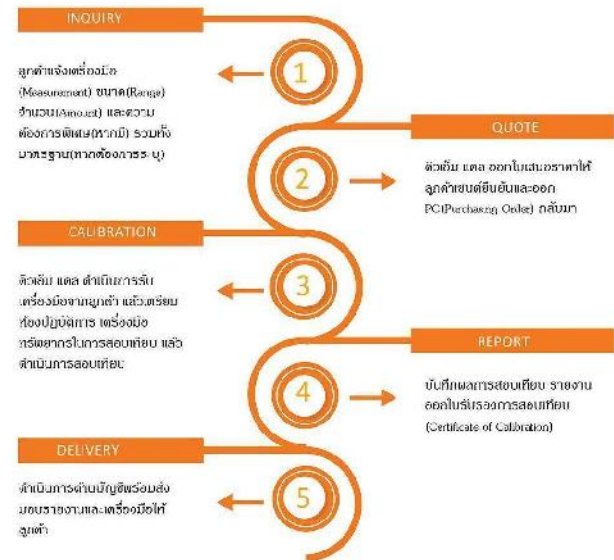 INQUIRY
1
ลูกค้าแจ้งเครื่องมือ
(Measurement) ขนาด(Range)
จำนวน(Amount) และความ
ต้องการพิเศษ(หากมี) รวมทั้ง
มาตรฐาน(หากต้องการระบุ)
QUOTE
2
คิวเอ็ม แคล ออกใบเสนอราคาให้
ลูกค้าเซนต์ยืนยันและออก
PC(Purchasing Order) กลับมา
CALIBRATION
3
คิวเอ็ม แคล ดำเนินการรับ
เครื่องมือจากลูกค้า แล้วเตรียม
ห้องปฏิบัติการ เครื่องมือ
ทรัพยากรในการสอบเทียบ แล้ว
ดำเนินการสอบเทียบ
REPORT
4
บันทึกผลการสอบเทียบ รายงาน
ออกใบรับรองการสอบเทียบ
(Certificate of Calibration)
DELIVERY
5
ดำเนินการด้านบัญชีพร้อมส่ง
มอบรายงานและเครื่องมือให้
ลูกค้า